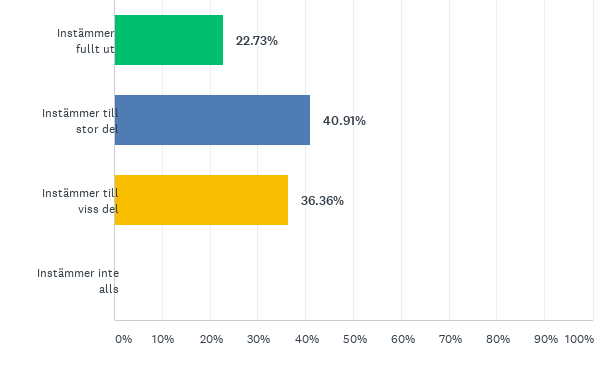 Instämmer
fullt ut
22.73%
Instämmer till
stor del
40.91%
Instämmer till
viss del
36.36%
Instämmer inte
alls
0% 10% 20% 30% 40% 50% 60% 70% 80% 90% 100%